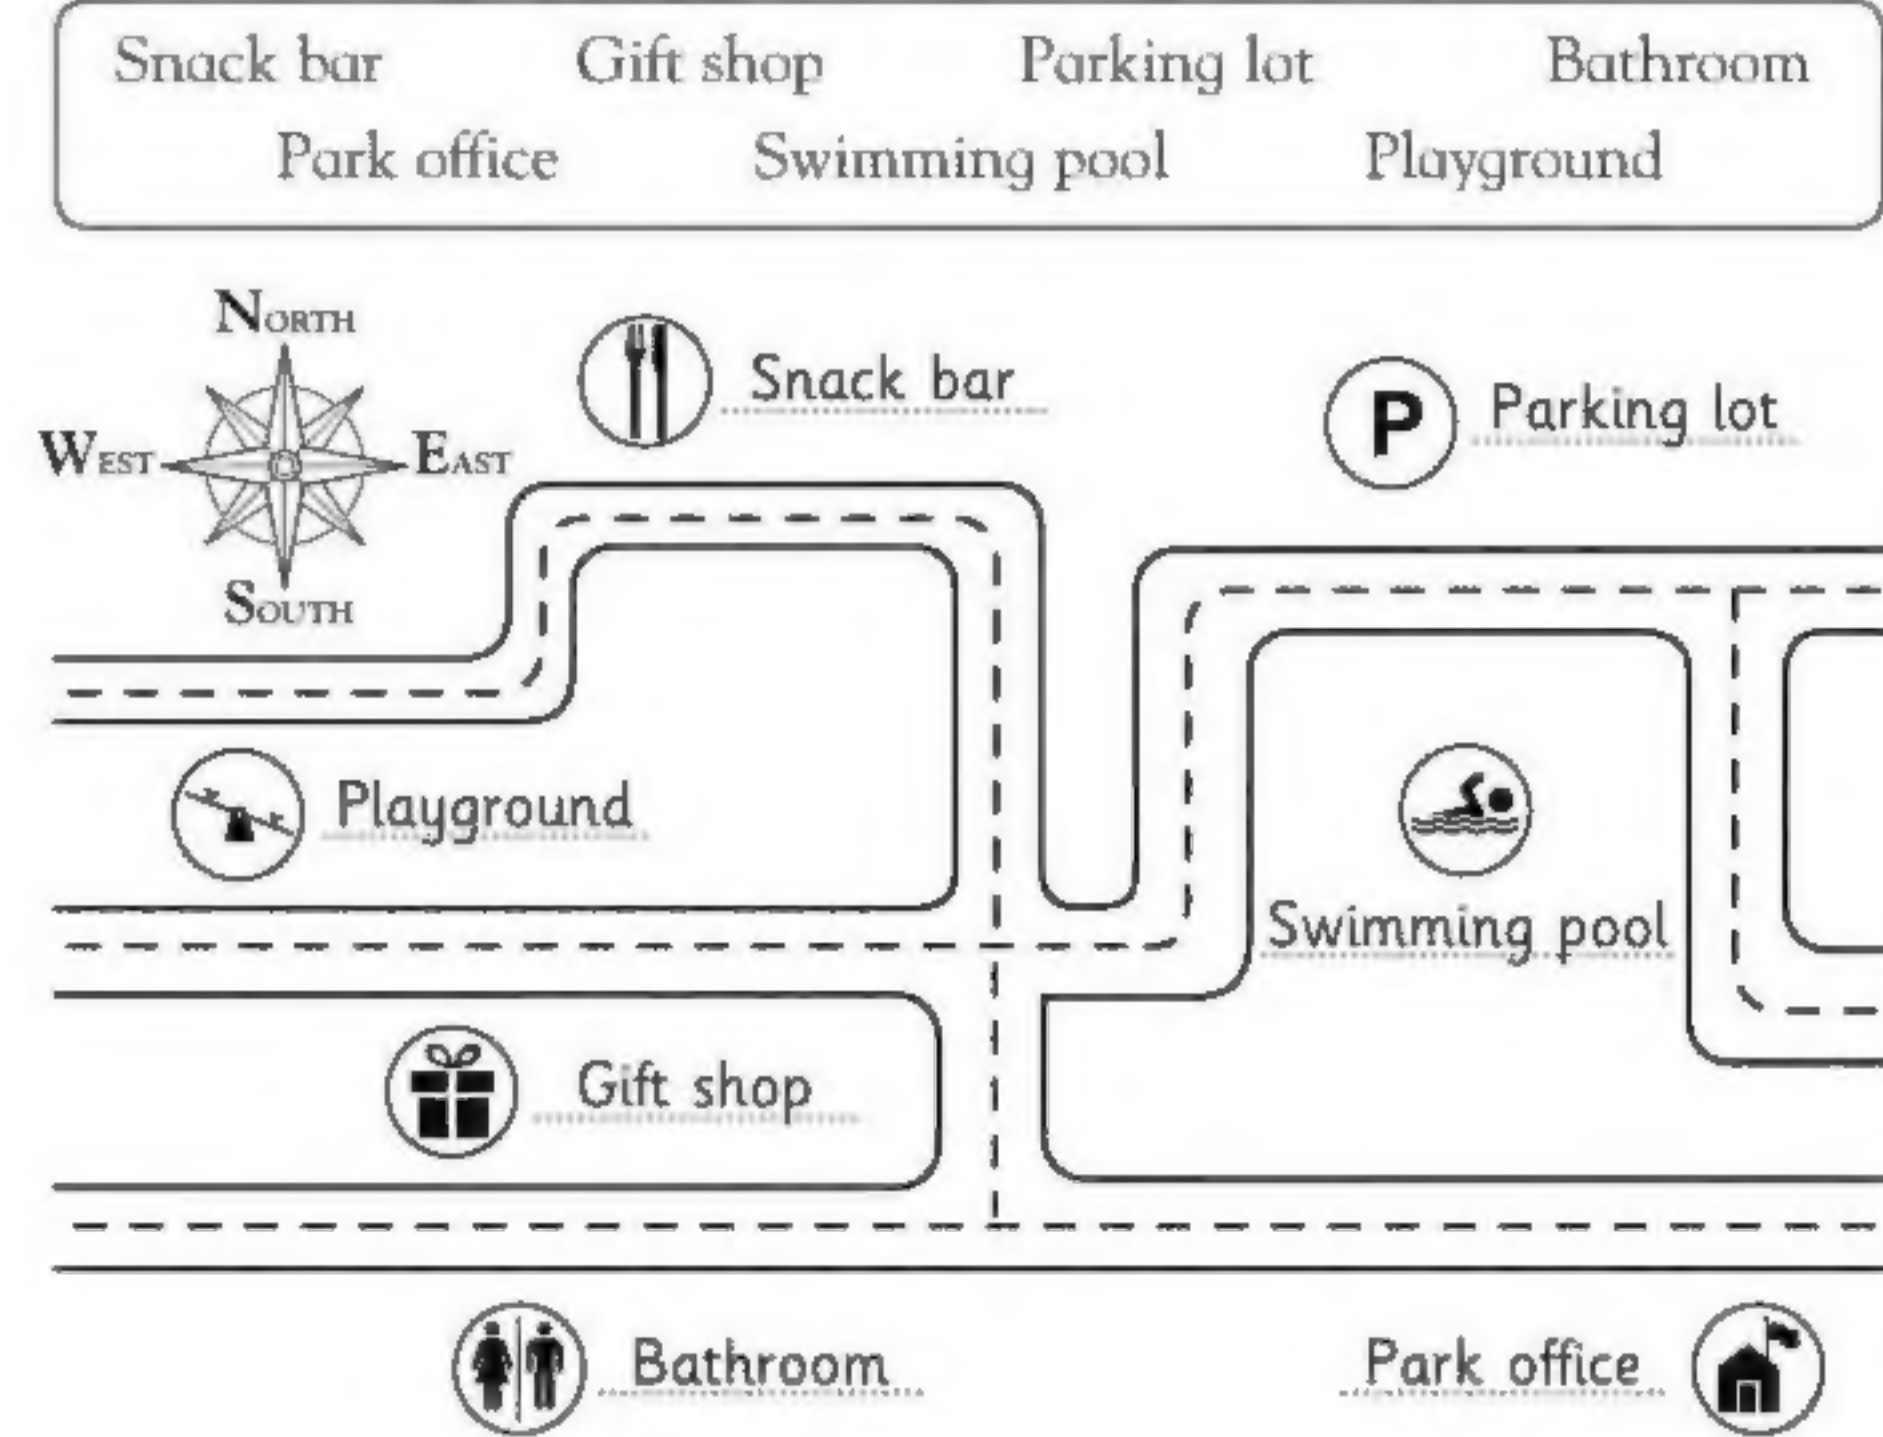 Snack bar Gift shop Parking lot Bathroom
Park office Swimming pool Playground
NORTH
WEST EAST
SOUTH
Snack bar
P Parking lot
Playground
Swimming pool
Gift shop
Bathroom
Park office